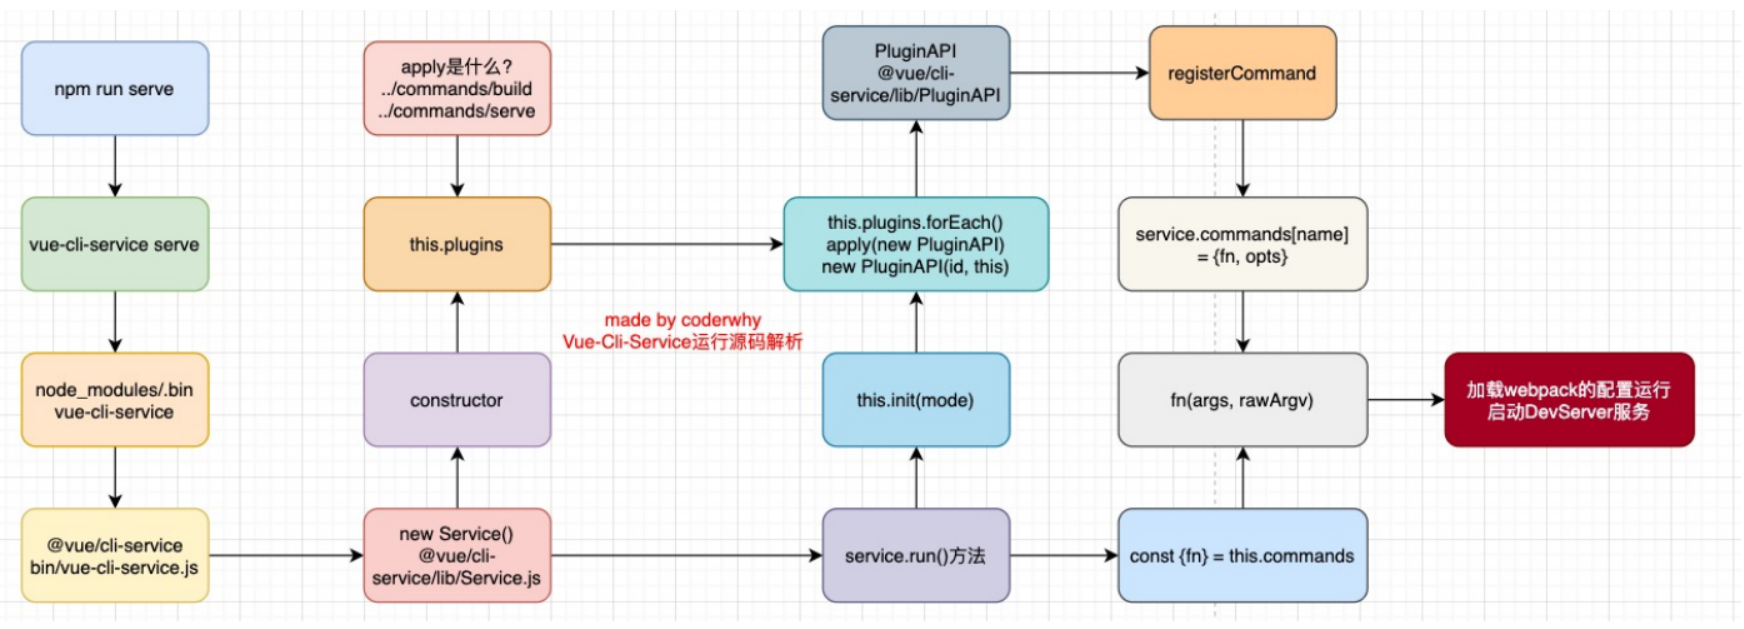 npm run serve
vue-cli-service serve
node_modules/.bin
vue-cli-service
@vue/cli-service
bin/vue-cli-service.js
apply是什么?
../commands/build
../commands/serve
this.plugins
constructor
new Service()
@vue/cli-
service/lib/Service.js
made by coderwhy
Vue-Cli-Service运行源码解析
PluginAPI
@vue/cli-
service/lib/PluginAPI
this.plugins.forEach()
apply(new PluginAPI)
new PluginAPI(id, this)
this.init(mode)
service.run()方法
registerCommand
service.commands[name]
= {fn, opts}
fn(args, rawArgv)
const {fn} = this.commands
加载webpack的配置运行
启动DevServer服务